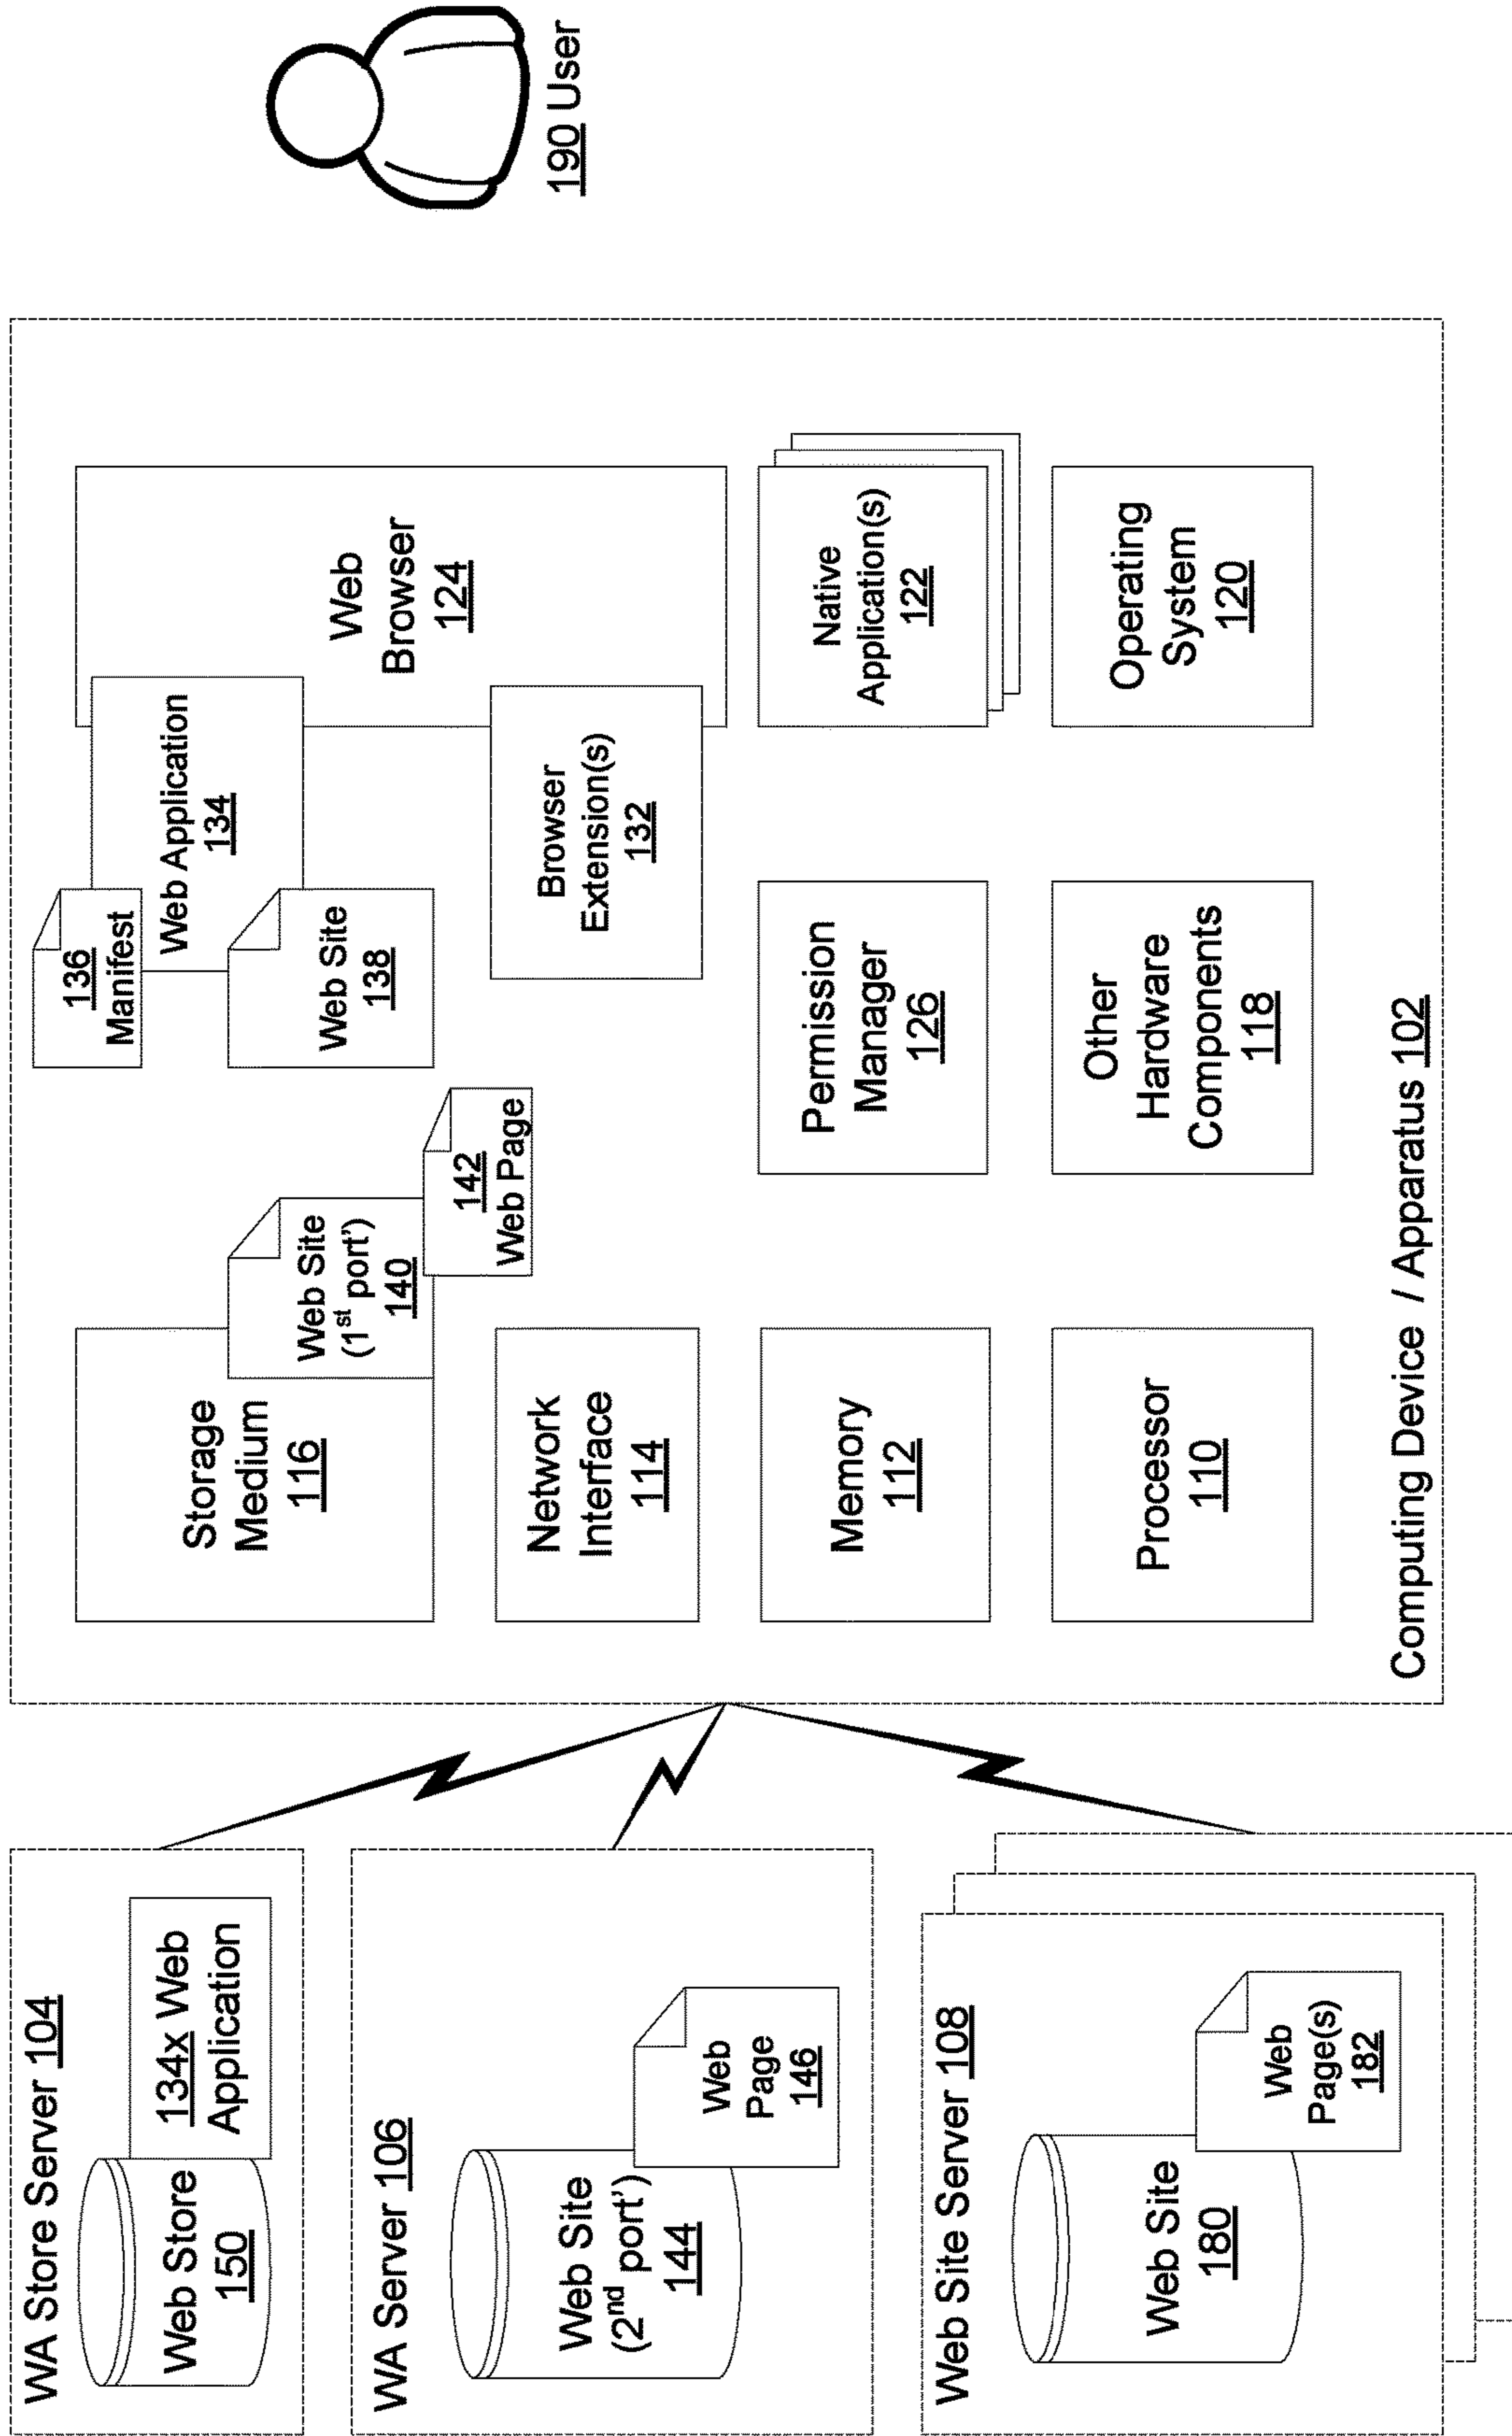 WA Store Server 104
Web Store
150
134x Web
Application
WA Server 106
Web Site
(2nd port')
144
Web
Page
146
Web Site Server 108
Web Site
180
Web
Page(s)
182
Storage
Medium
116
Web Site
(1st port')
140
142
Web Page
136
Manifest
Web Application
134
Web Site
138
Web
Browser
124
Browser
Extension(s)
132
Network
Interface
114
Memory
112
Permission
Manager
126
Native
Application(s)
122
Processor
110
Other
Hardware
Components
118
Operating
System
120
Computing Device / Apparatus 102
190 User